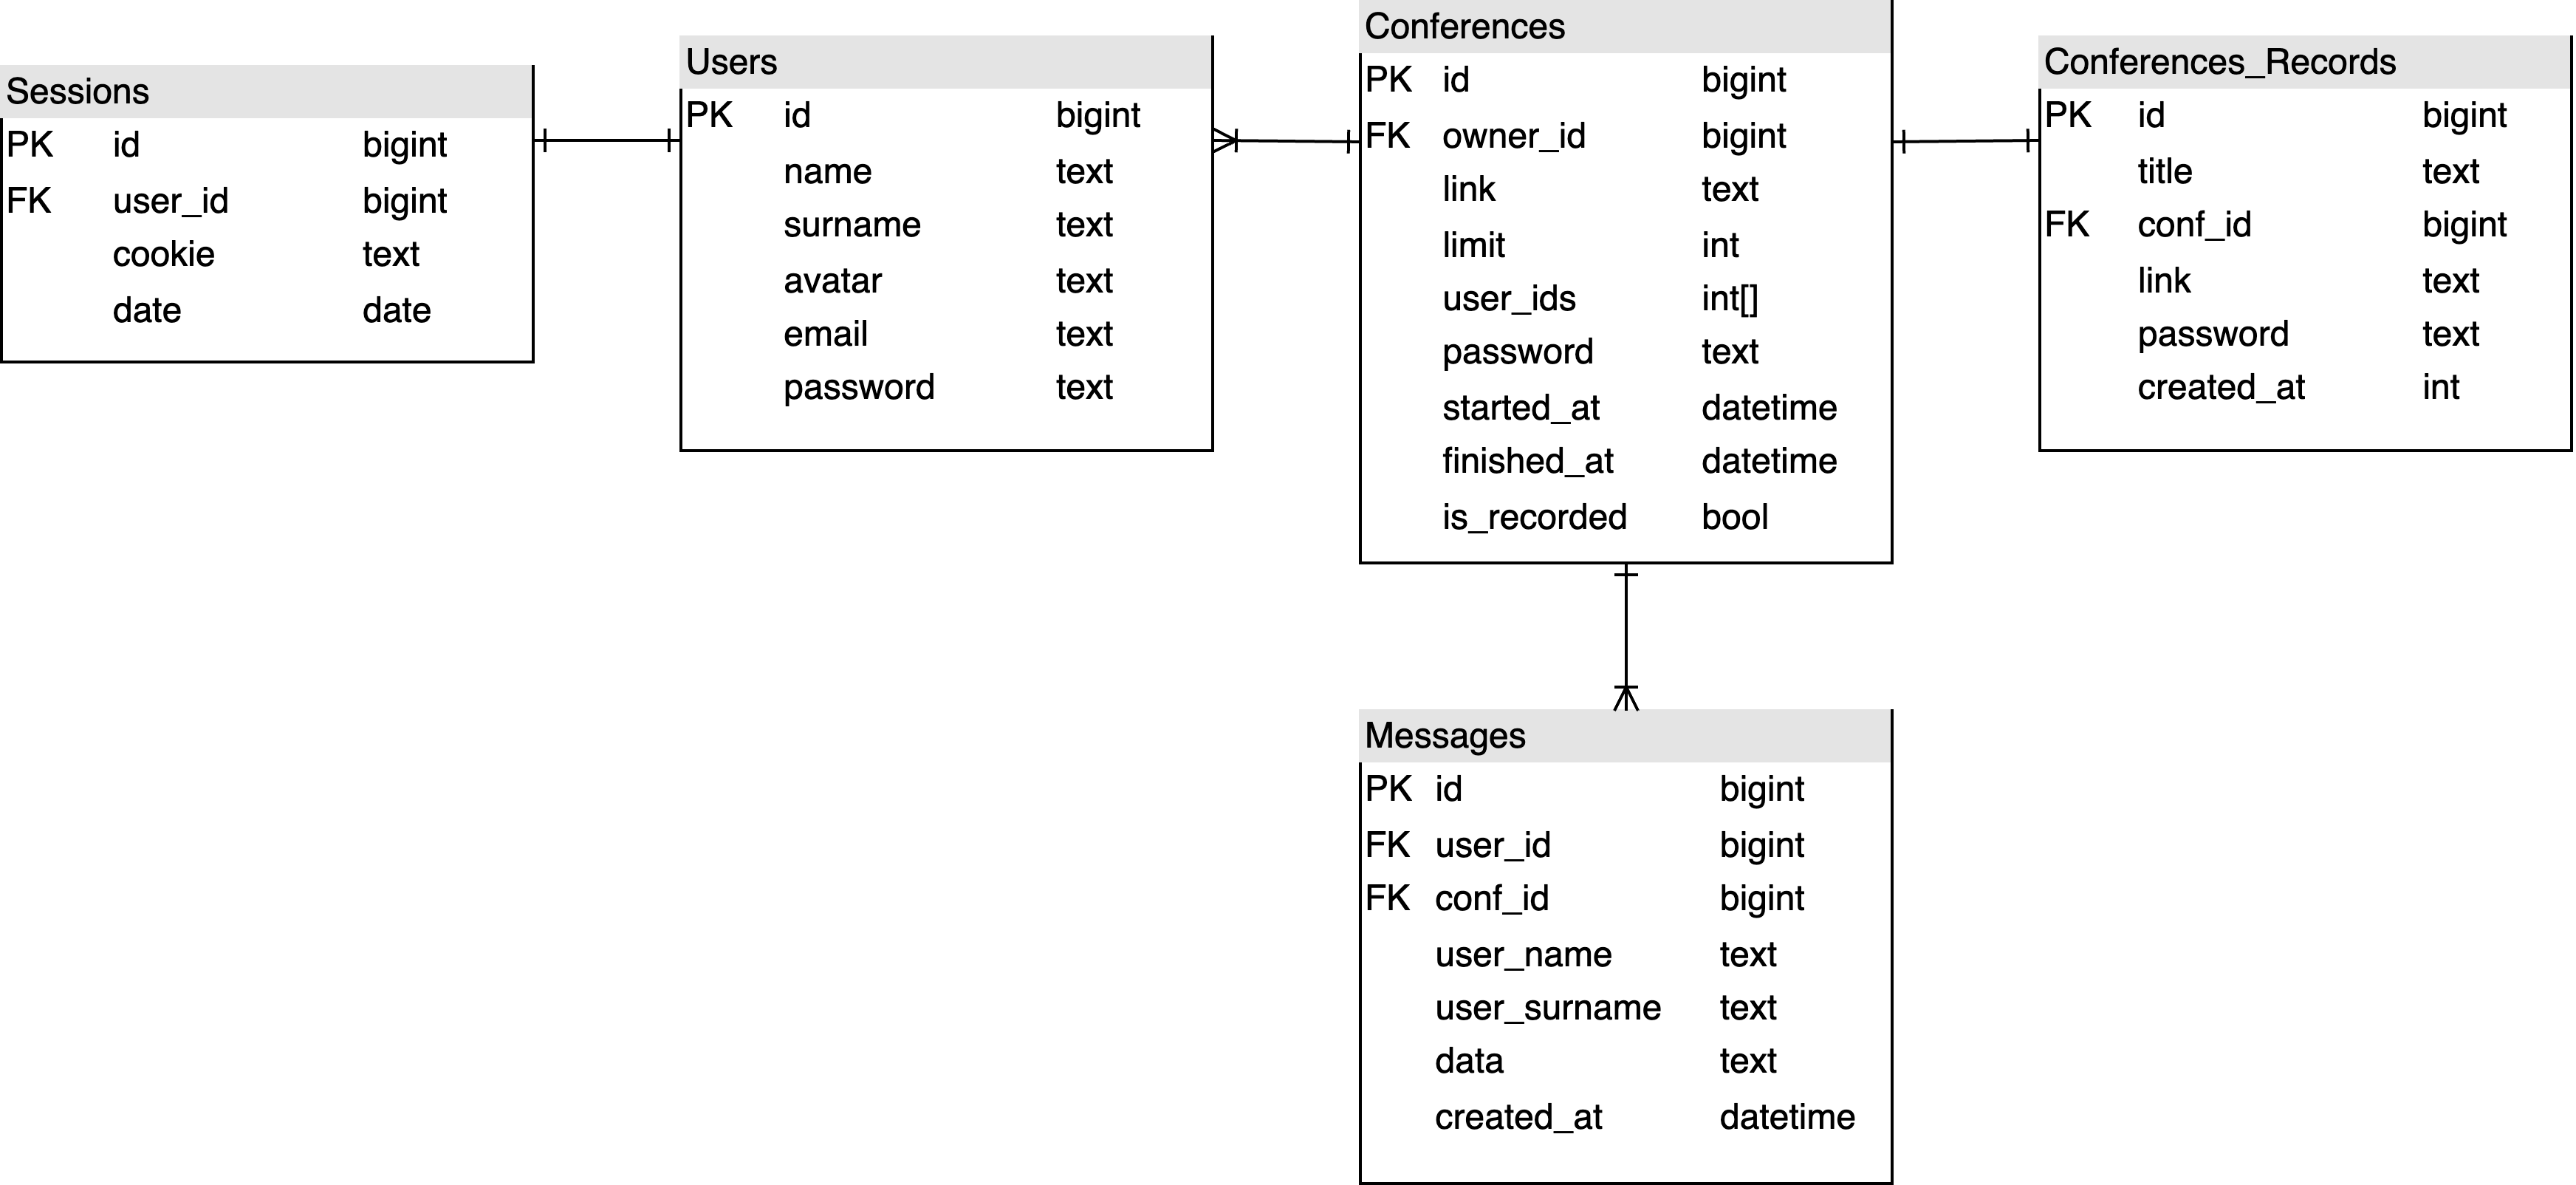 Sessions
PK id bigint
FK user_id bigint
cookie text
date date
Users
PK id bigint
name text
surname text
avatar text
email text
password text
Conferences
PK id bigint
FK owner_id bigint
link text
limit int
user_ids int[]
password text
started_at datetime
finished_at datetime
is_recorded bool
Conferences_Records
PK id bigint
title text
FK conf_id bigint
link text
password text
created_at int
Messages
PK id bigint
FK user_id bigint
FK conf_id bigint
user_name text
user_surname text
data text
created_at datetime